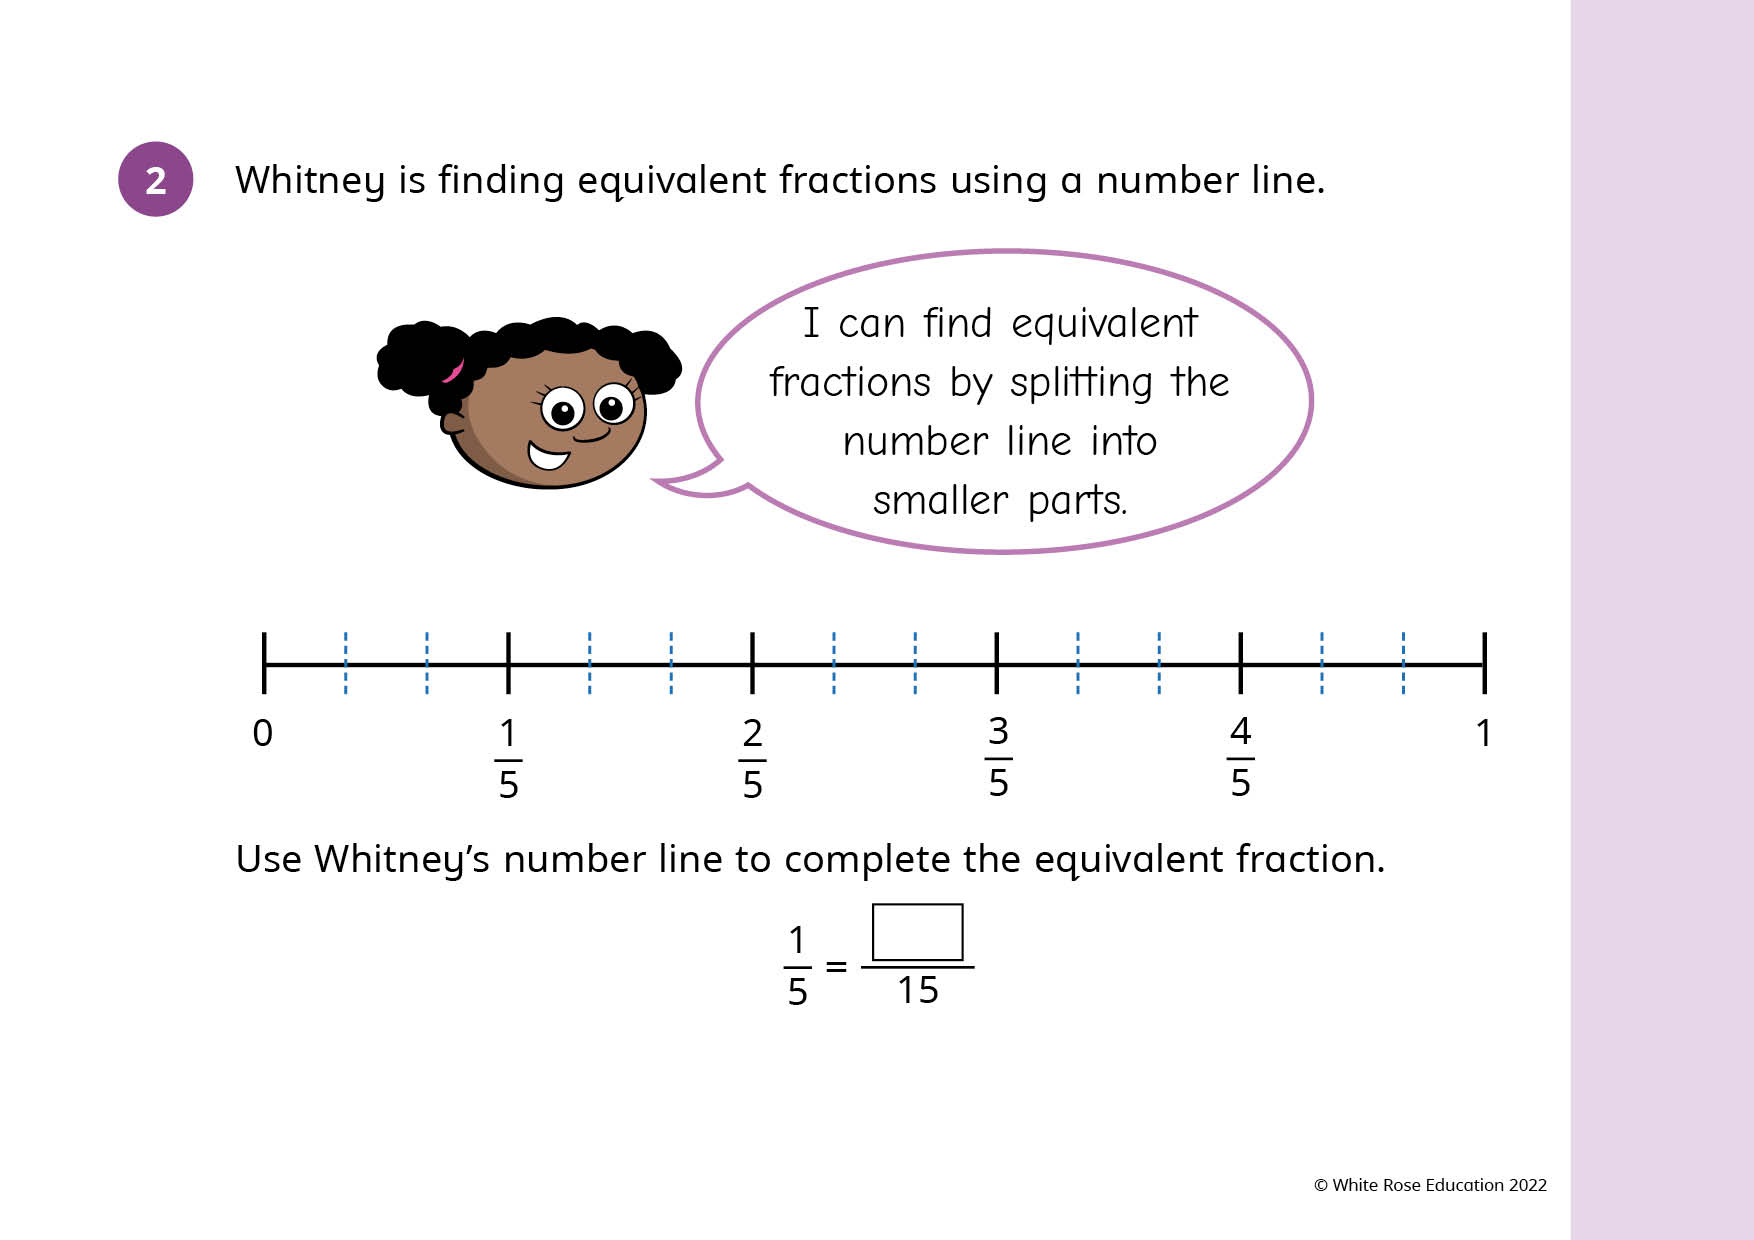 2 Whitney is finding equivalent fractions using a number line.
I can find equivalent
fractions by splitting the
number line into
smaller parts.
0 1/5 2/5 3/5 4/5 1
Use Whitney’s number line to complete the equivalent fraction.
1/5 = /15
© White Rose Education 2022